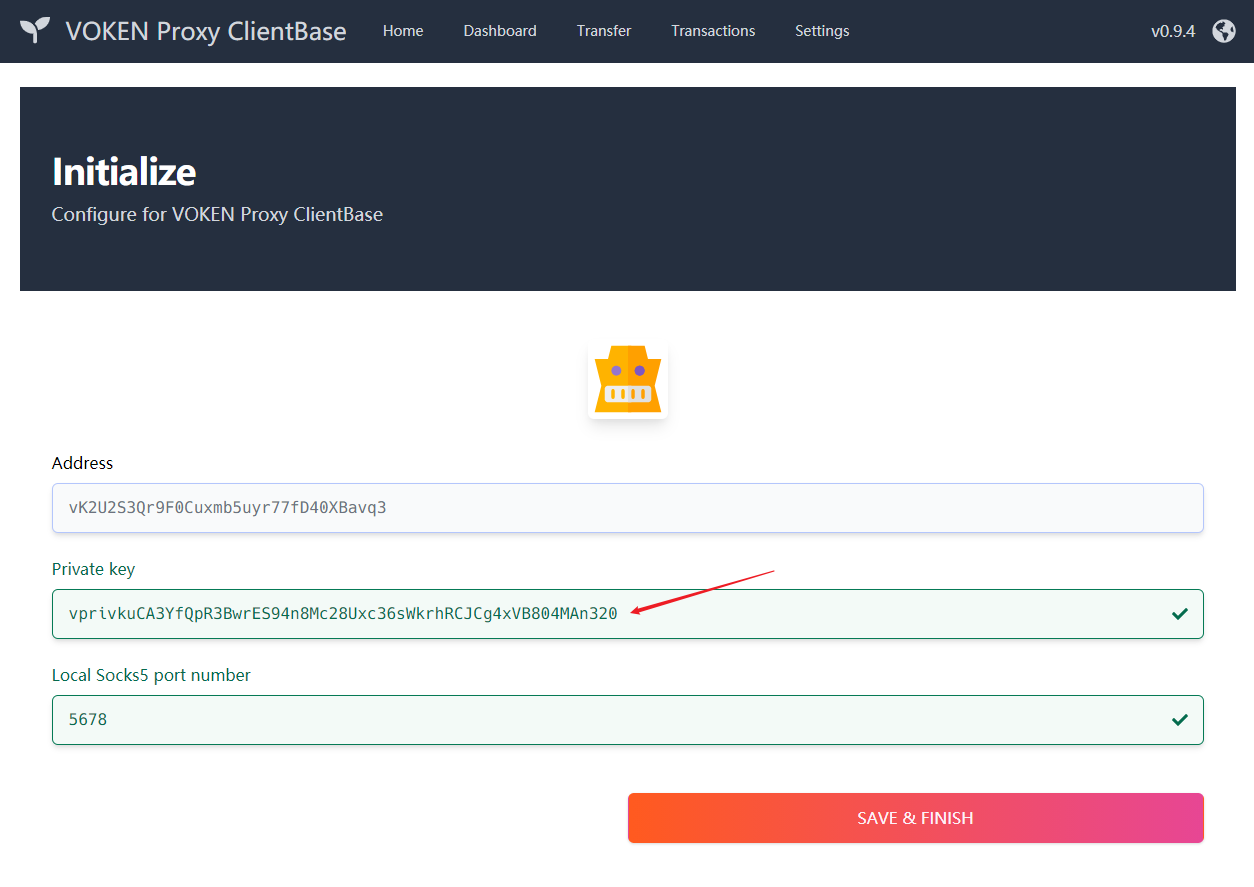 VOKEN Proxy ClientBase Home Dashboard Transfer Transactions Settings v0.9.4
Initialize
Configure for VOKEN Proxy ClientBase
Address
vK2U2S3Qr9F0Cuxmb5uyr77fD40XBavq3
Private key
vprivkuCA3YfQpR3BwrES94n8Mc28Uxc36sWkrhRCJCg4xVB804MAn320
Local Socks5 port number
5678
SAVE & FINISH